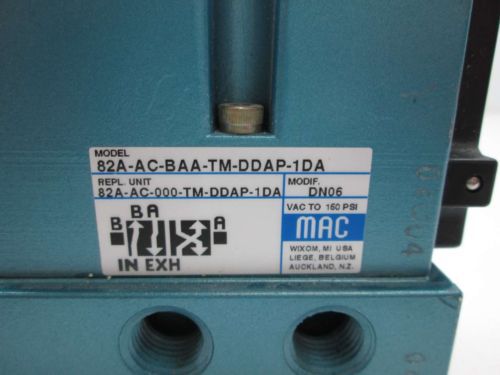 MODEL
82A-AC-BAA-TM-DDAP-1DA
REPL. UNIT
82A-AC-000-TM-DDAP-1DA
MODIF.
DN06
VAC TO 150 PSI
MAC
WIXOM, MI USA
LIEGE, BELGIUM
AUCKLAND, N.Z.
B A
B A
IN EXH